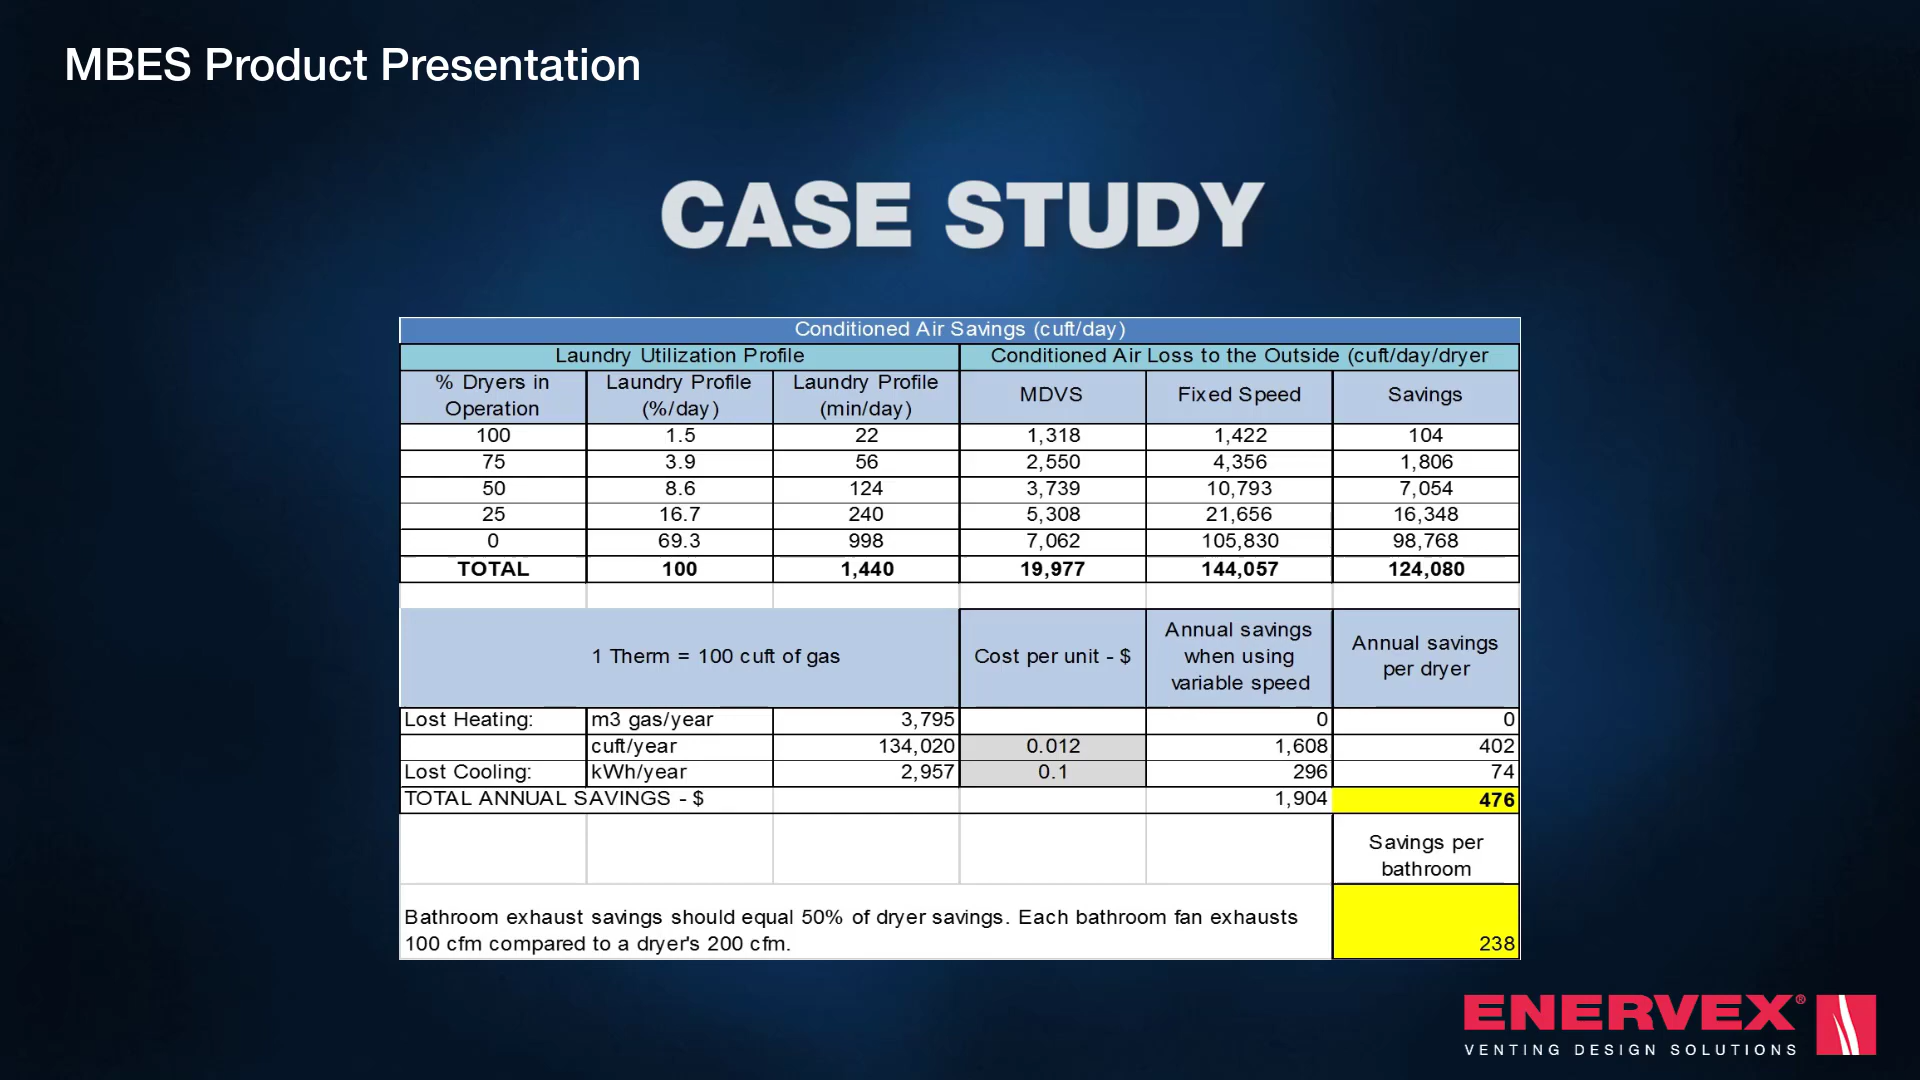 MBES Product Presentation
CASE STUDY
Conditioned Air Savings (cuft/day)
Laundry Utilization Profile Conditioned Air Loss to the Outside (cuft/day/dryer
% Dryers in Operation Laundry Profile (%/day) Laundry Profile (min/day) MDVS Fixed Speed Savings
100 1.5 22 1,318 1,422 104
75 3.9 56 2,550 4,356 1,806
50 8.6 124 3,739 10,793 7,054
25 16.7 240 5,308 21,656 16,348
0 69.3 998 7,062 105,830 98,768
TOTAL 100 1,440 19,977 144,057 124,080
1 Therm = 100 cuft of gas Cost per unit - $ Annual savings when using variable speed Annual savings per dryer
Lost Heating: m3 gas/year 3,795 0 0
cuft/year 134,020 0.012 1,608 402
Lost Cooling: kWh/year 2,957 0.1 296 74
TOTAL ANNUAL SAVINGS - $ 1,904 476
Savings per
bathroom
Bathroom exhaust savings should equal 50% of dryer savings. Each bathroom fan exhausts
100 cfm compared to a dryer's 200 cfm. 238
ENERVEX®
VENTING DESIGN SOLUTIONS